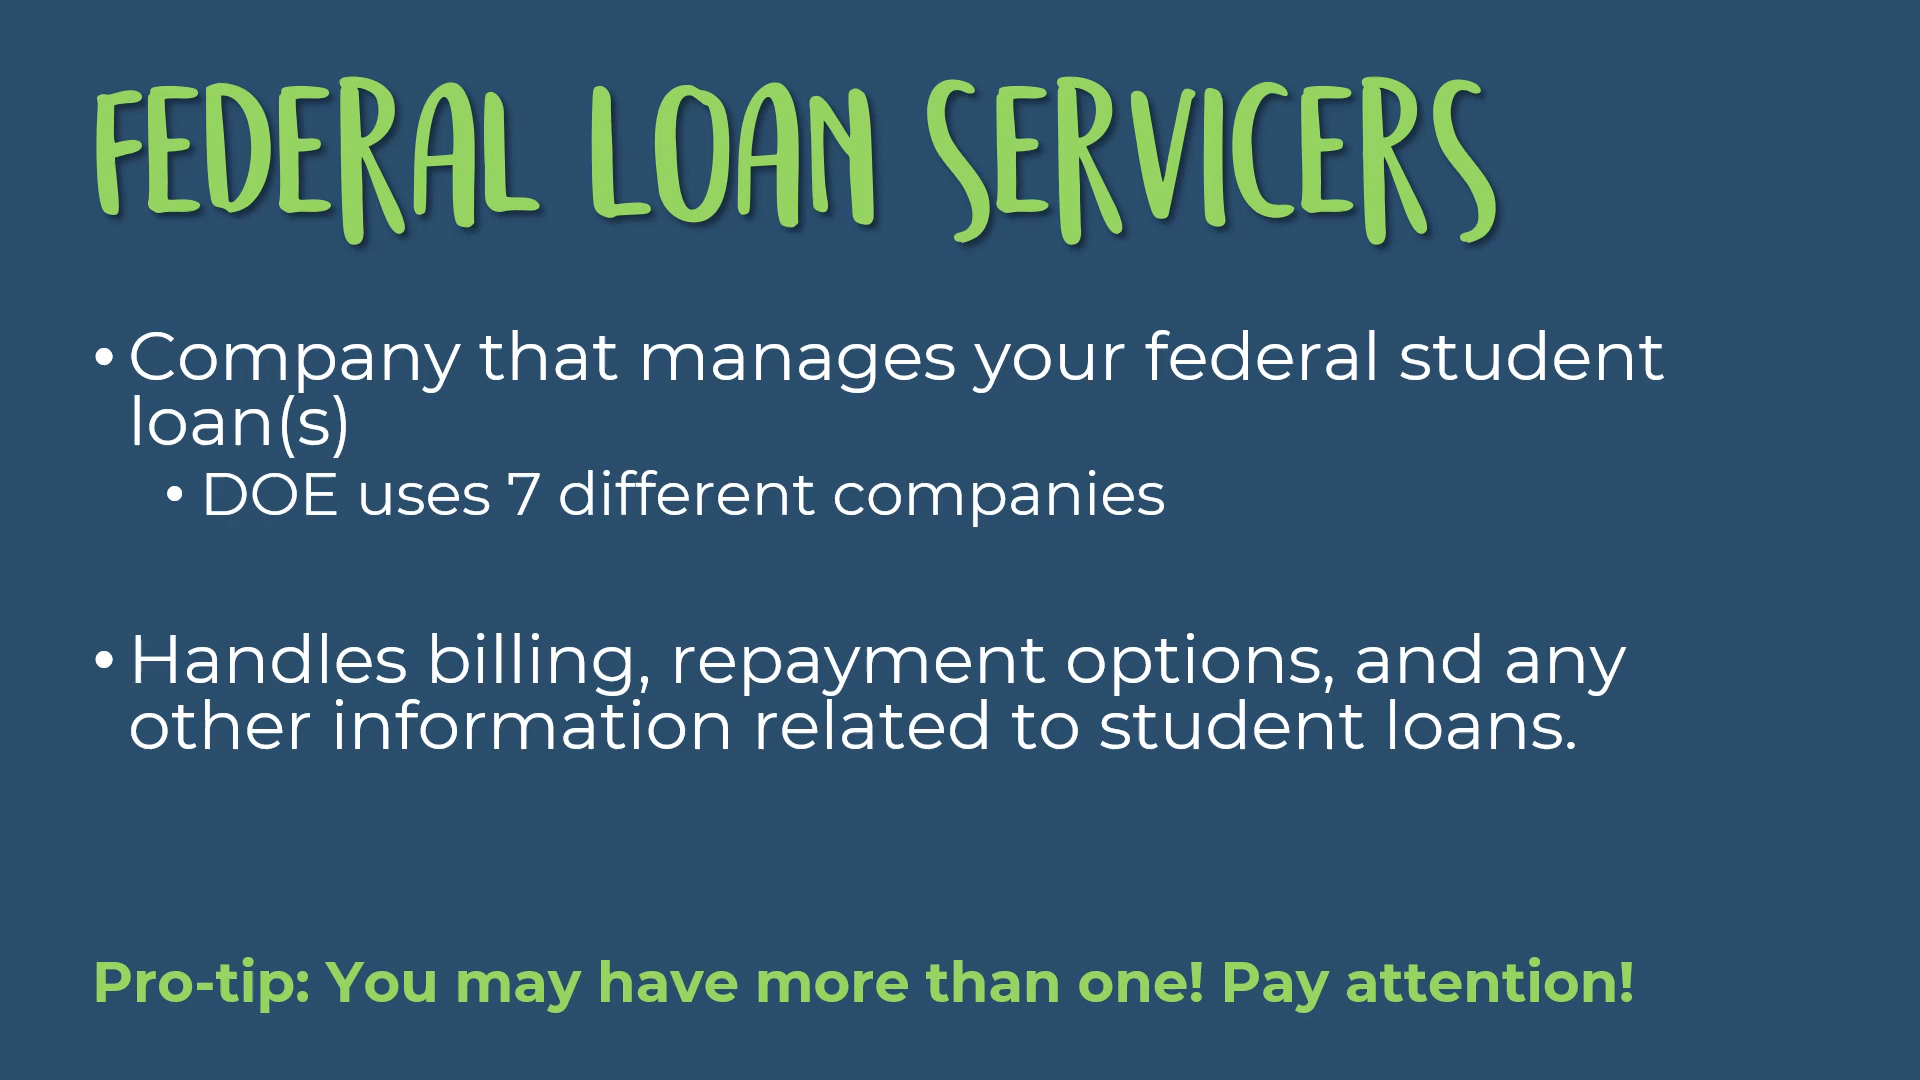 FEDERAL LOAN SERVICERS
• Company that manages your federal student
loan(s)
• DOE uses 7 different companies
• Handles billing, repayment options, and any
other information related to student loans.
Pro-tip: You may have more than one! Pay attention!